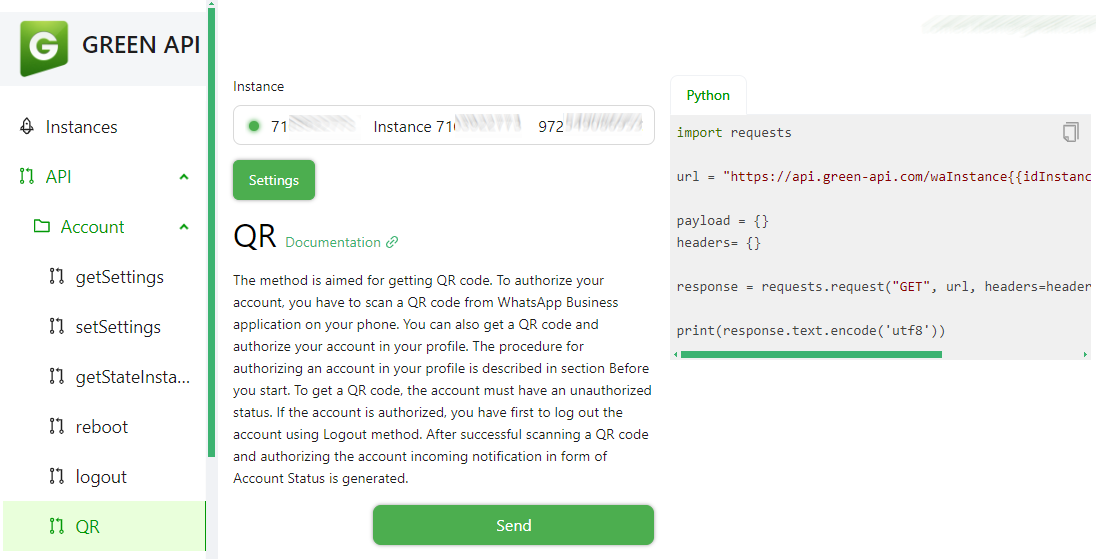 GREEN API
Instances
API
Account
getSettings
setSettings
getStateInsta...
reboot
logout
QR
Instance
71 Instance 71 972
Settings
QR Documentation
The method is aimed for getting QR code. To authorize your
account, you have to scan a QR code from WhatsApp Business
application on your phone. You can also get a QR code and
authorize your account in your profile. The procedure for
authorizing an account in your profile is described in section Before
you start. To get a QR code, the account must have an unauthorized
status. If the account is authorized, you have first to log out the
account using Logout method. After successful scanning a QR code
and authorizing the account incoming notification in form of
Account Status is generated.
Send
Python
import requests
url = "https://api.green-api.com/waInstance{{idInstanc
payload = {}
headers= {}
response = requests.request("GET", url, headers=header
print(response.text.encode('utf8'))